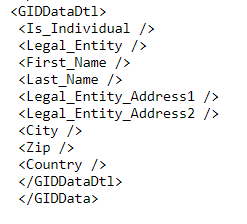 <GIDDataDtl>
<Is_Individual />
<Legal_Entity />
<First_Name />
<Last_Name />
<Legal_Entity_Address1 />
<Legal_Entity_Address2 />
<City />
<Zip />
<Country />
</GIDDataDtl>
</GIDData>